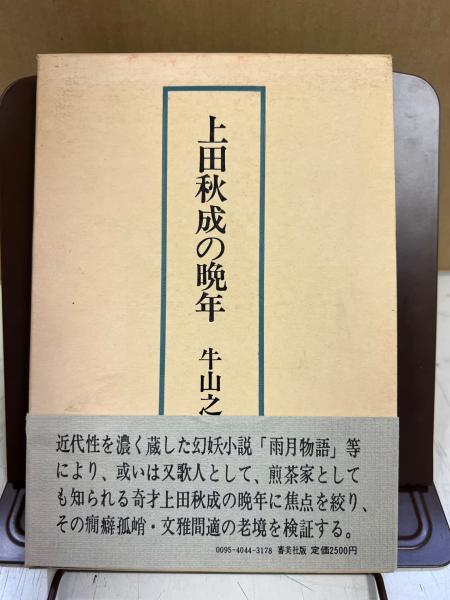 上田秋成の晩年
牛山之
近代性を濃く蔵した幻妖小説「雨月物語」等
により、或いは又歌人として、煎茶家として
も知られる奇才上田秋成の晩年に焦点を絞り、
その癇癖孤峭・文雅間適の老境を検証する。
0095-4044-3178 審美社版 定価2500円